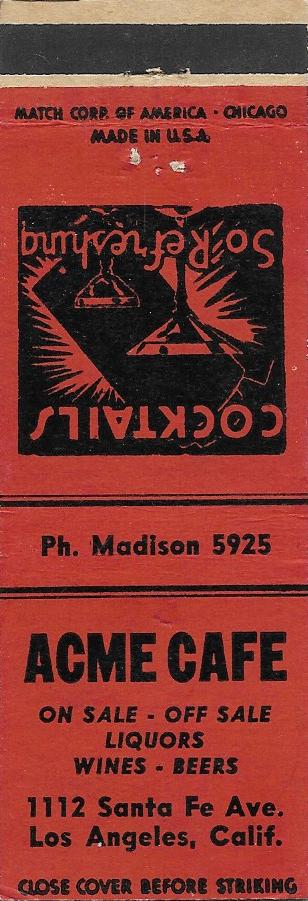 MATCH CORP. OF AMERICA · CHICAGO
MADE IN U.S.A.
COCKTAILS
So Refreshing
Ph. Madison 5925
ACME CAFE
ON SALE - OFF SALE
LIQUORS
WINES - BEERS
1112 Santa Fe Ave.
Los Angeles, Calif.
CLOSE COVER BEFORE STRIKING